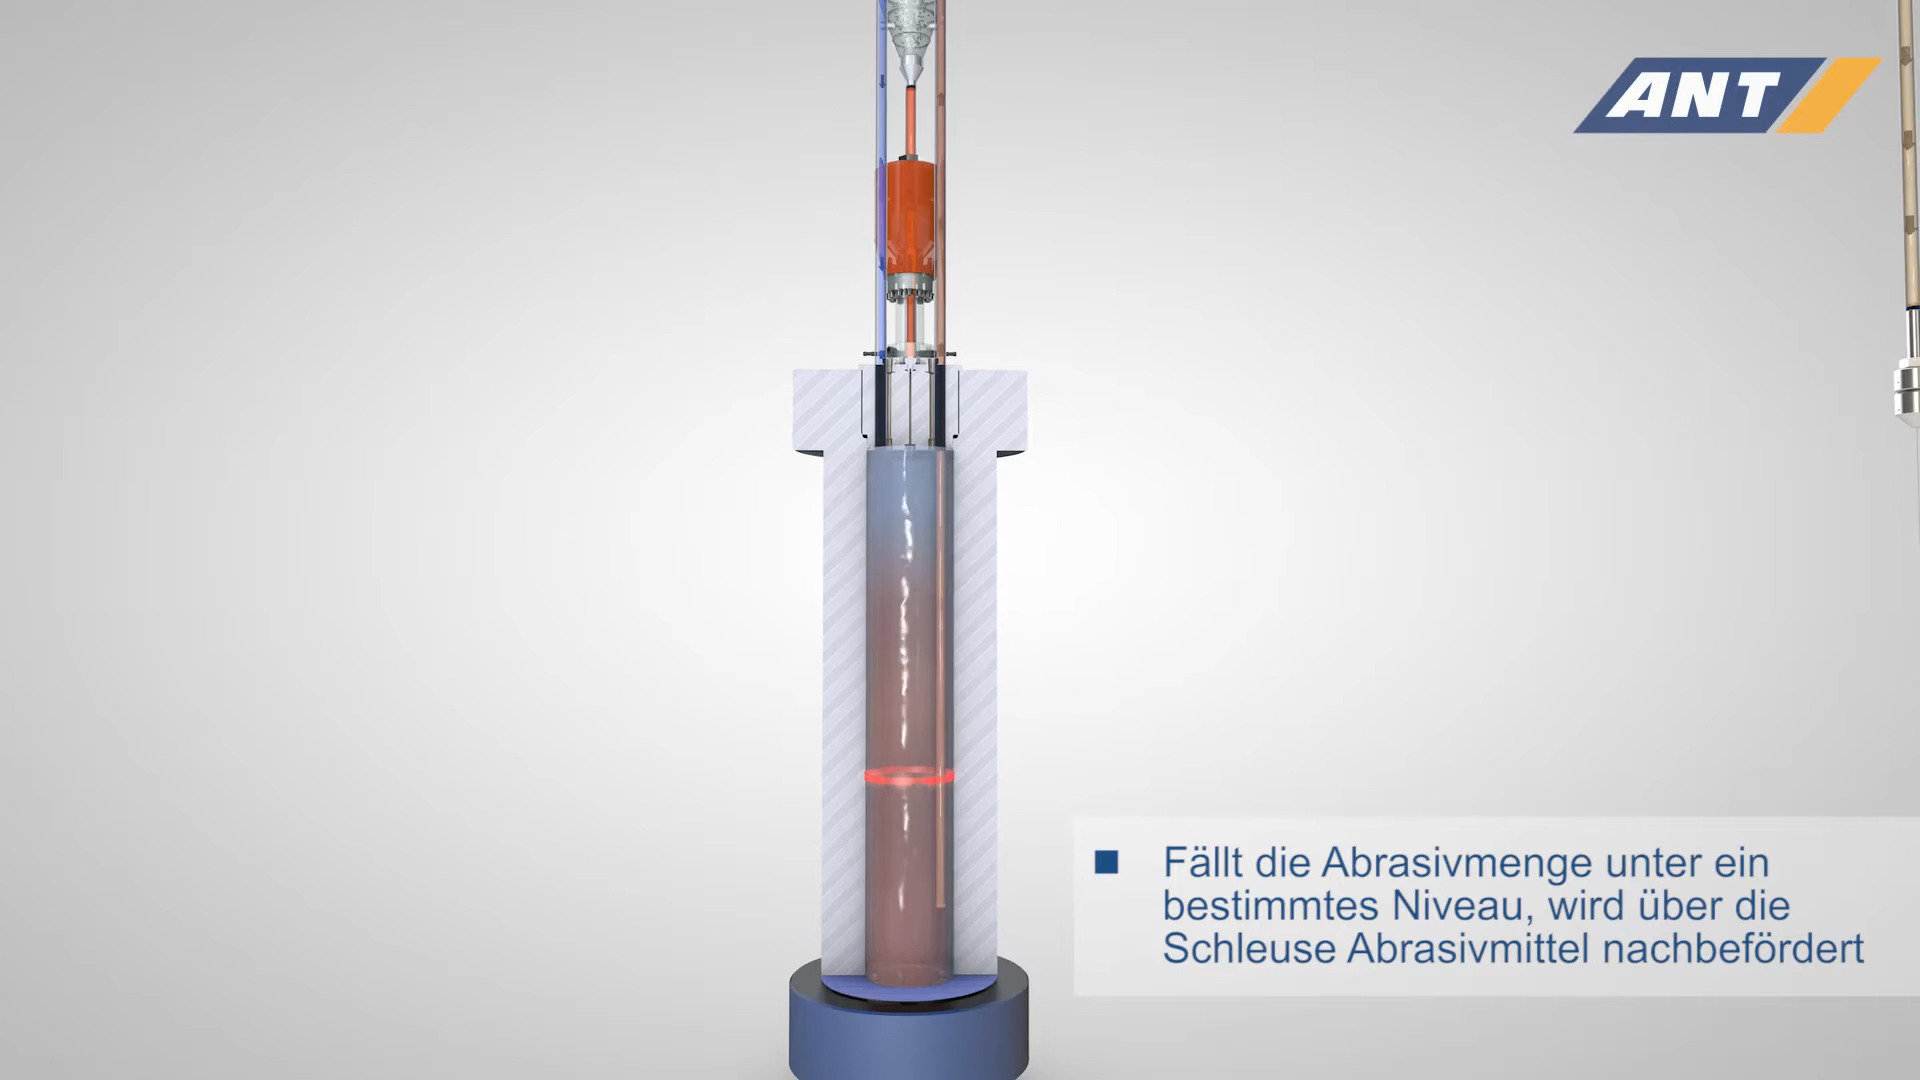 ANT
Fällt die Abrasivmenge unter ein
bestimmtes Niveau, wird über die
Schleuse Abrasivmittel nachbefördert